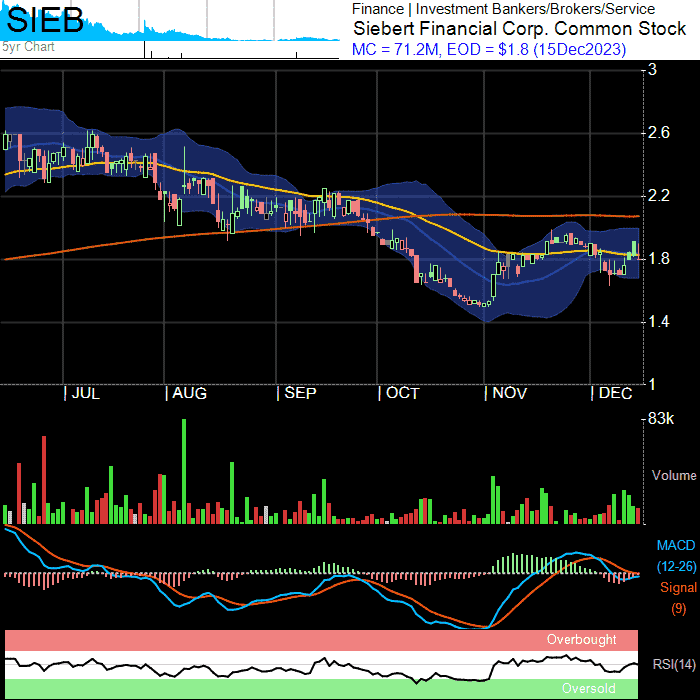 SIEB
5yr Chart
Finance | Investment Bankers/Brokers/Service
Siebert Financial Corp. Common Stock
MC = 71.2M, EOD = $1.8 (15Dec2023)
3
2.6
2.2
1.8
1.4
1
| JUL | AUG | SEP | OCT | NOV | DEC
83k
Volume
MACD
(12-26)
Signal
(9)
Overbought
RSI(14)
Oversold